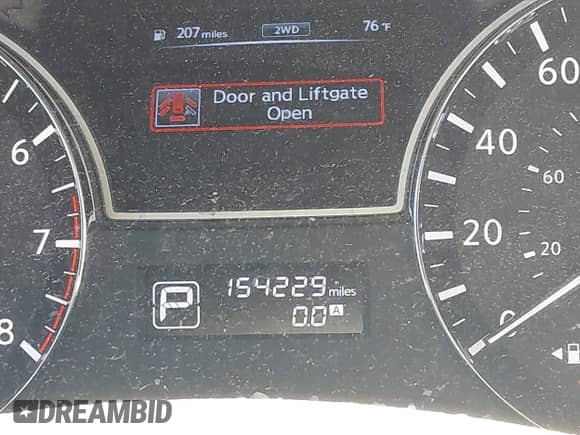 207 miles 2WD 76 °F
Door and Liftgate
Open
6
7
8
60
40
20
0
60
20
P 154229 miles
0.0 A
DREAMBID